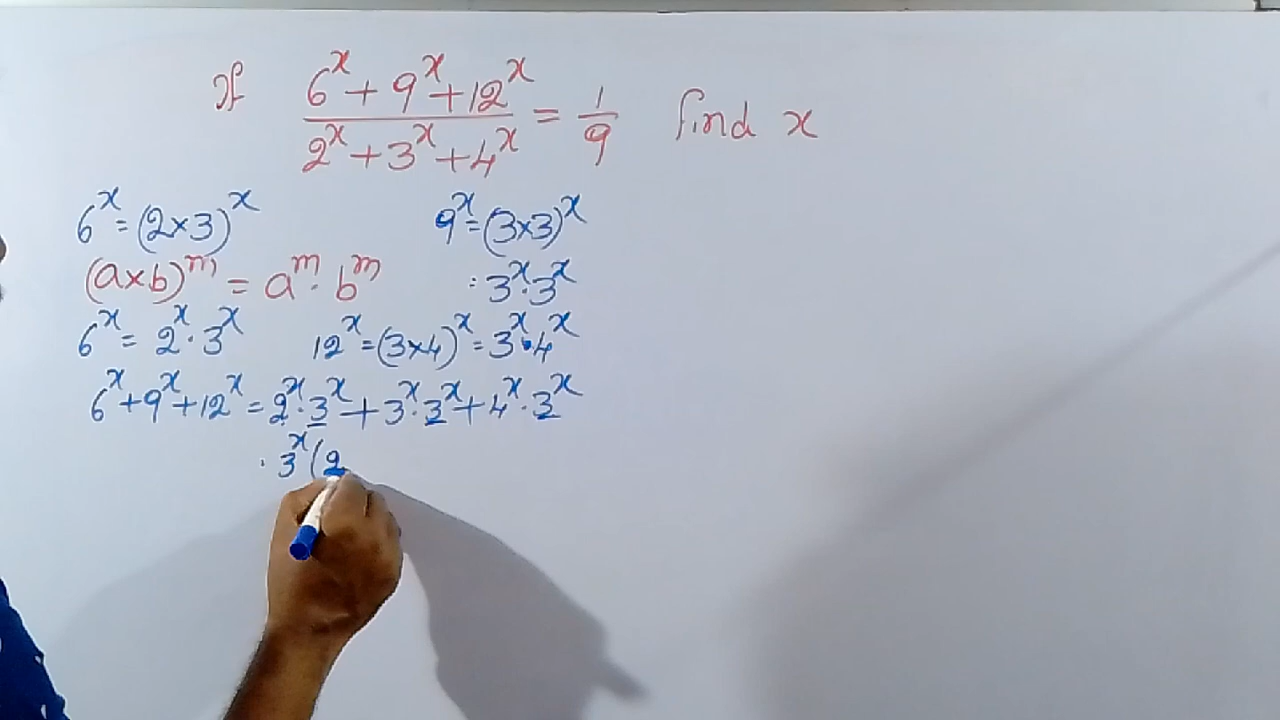 If (6^x + 9^x + 12^x)/(2^x + 3^x + 4^x) = 1/9 find x
6^x = (2×3)^x 9^x = (3×3)^x
(a×b)^m = a^m · b^m = 3^x · 3^x
6^x = 2^x · 3^x 12^x = (3×4)^x = 3^x · 4^x
6^x + 9^x + 12^x = 2^x · 3^x + 3^x · 3^x + 4^x · 3^x
· 3^x (2